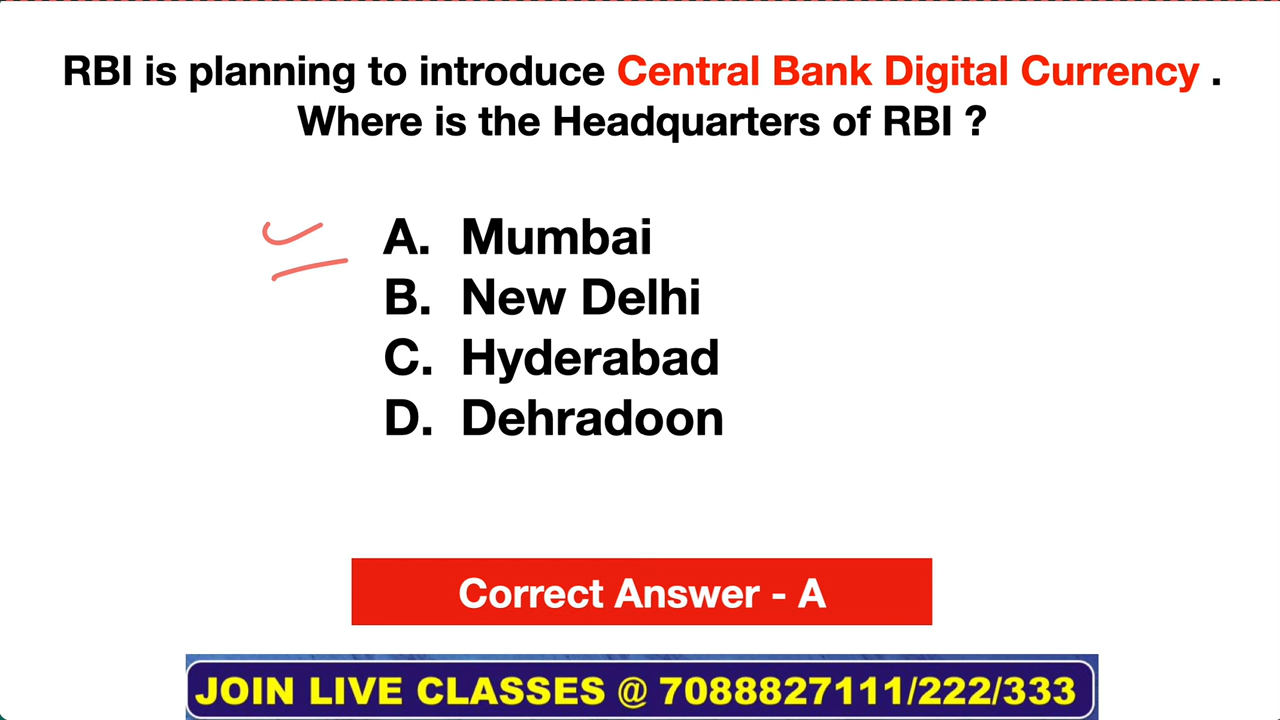 RBI is planning to introduce Central Bank Digital Currency .
Where is the Headquarters of RBI ?
A. Mumbai
B. New Delhi
C. Hyderabad
D. Dehradoon
Correct Answer - A
JOIN LIVE CLASSES @ 7088827111/222/333